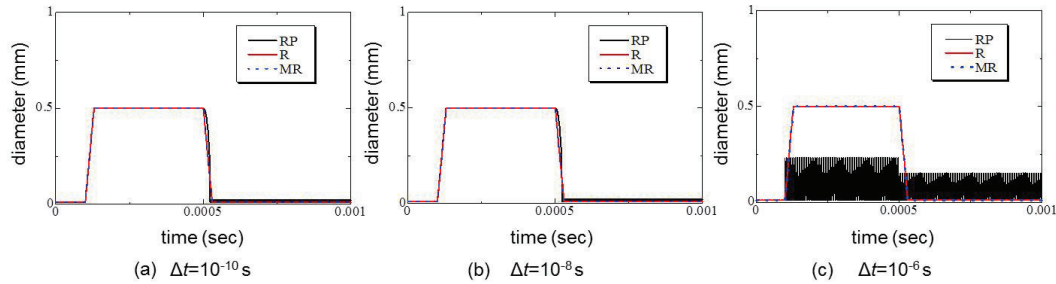 1
RP
R
MR
0.5
0
0
0.0005
0.001
diameter (mm)
time (sec)
(a) Δt=10⁻¹⁰ s
1
RP
R
MR
0.5
0
0
0.0005
0.001
diameter (mm)
time (sec)
(b) Δt=10⁻⁸ s
1
RP
R
MR
0.5
0
0
0.0005
0.001
diameter (mm)
time (sec)
(c) Δt=10⁻⁶ s